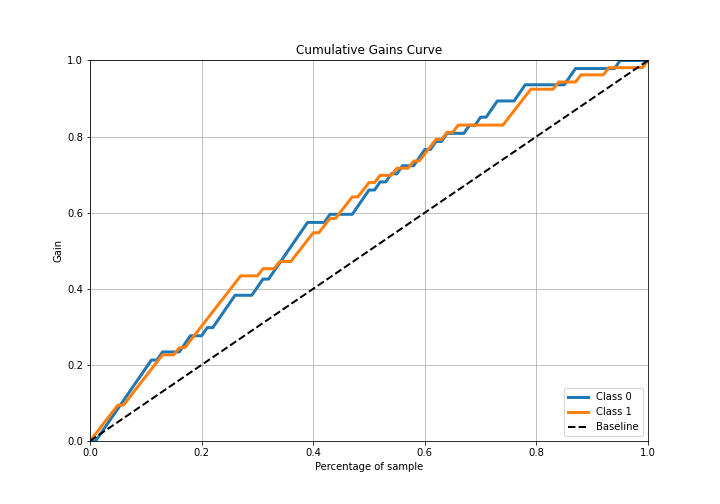 Cumulative Gains Curve
1.0
0.8
0.6
0.4
0.2
0.0
Gain
0.0 0.2 0.4 0.6 0.8 1.0
Percentage of sample
Class 0
Class 1
Baseline